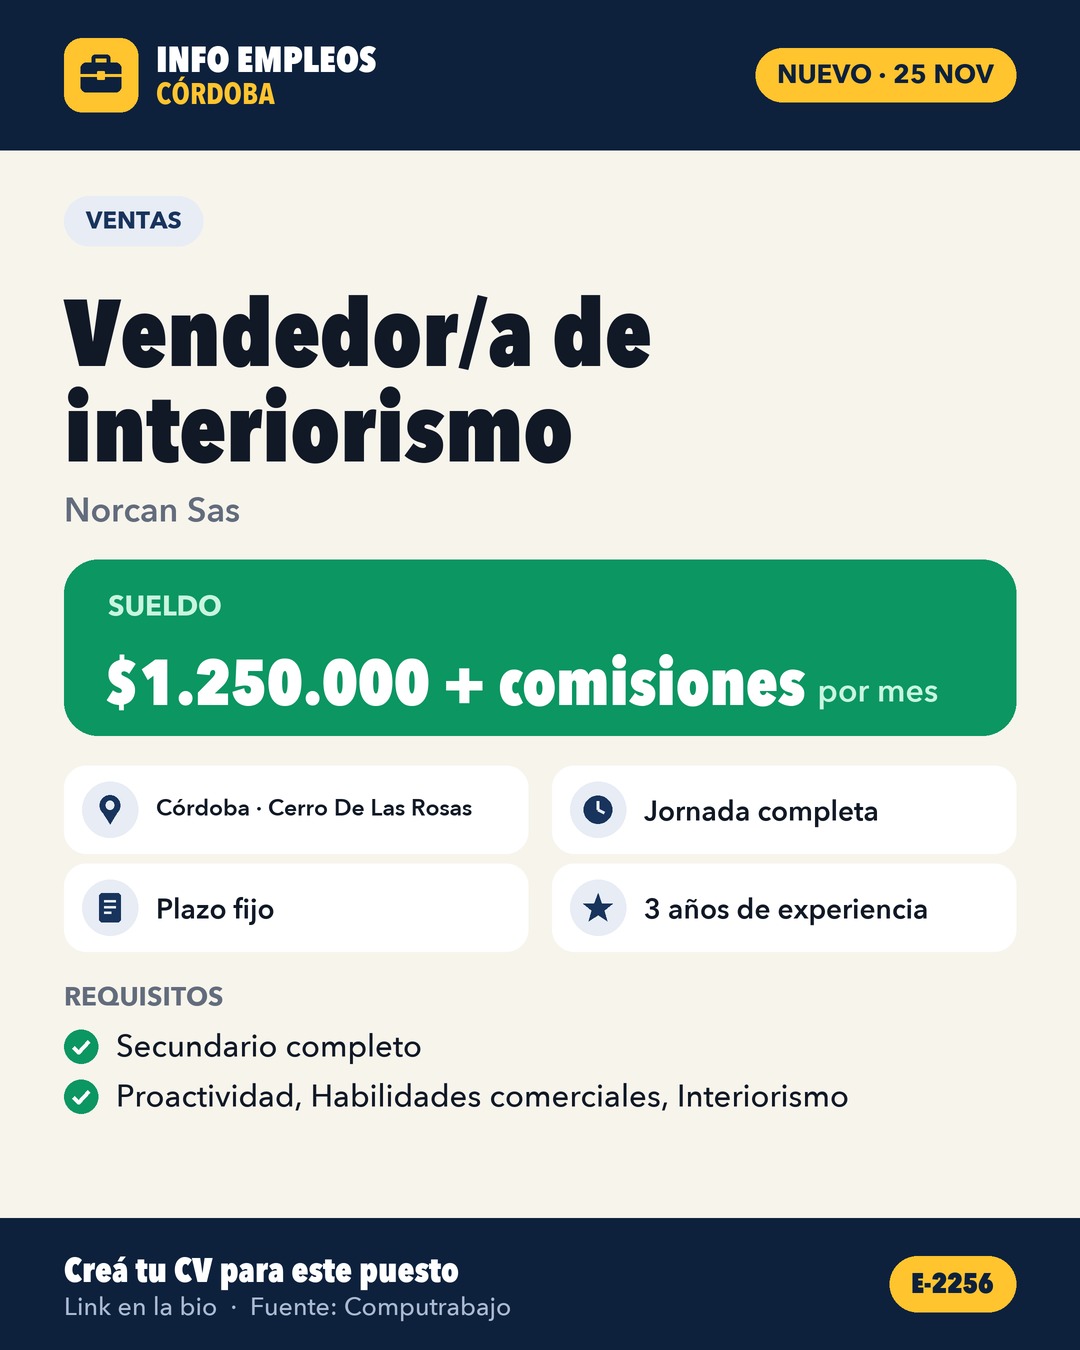 INFO EMPLEOS
CÓRDOBA
NUEVO · 25 NOV
VENTAS
Vendedor/a de
interiorismo
Norcan Sas
SUELDO
$1.250.000 + comisiones por mes
Córdoba · Cerro De Las Rosas
Jornada completa
Plazo fijo
3 años de experiencia
REQUISITOS
Secundario completo
Proactividad, Habilidades comerciales, Interiorismo
Creá tu CV para este puesto
Link en la bio · Fuente: Computrabajo
E-2256